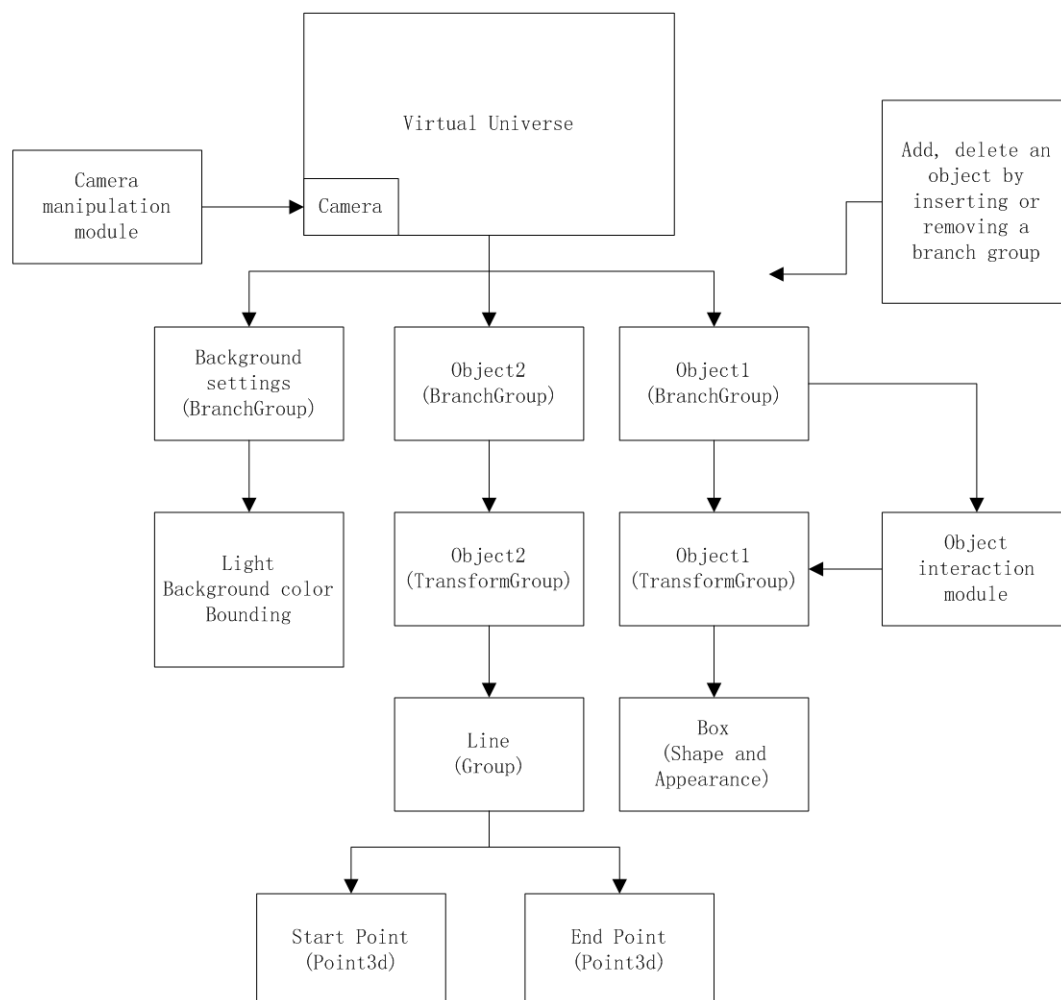 Virtual Universe
Camera
Camera
manipulation
module
Add, delete an
object by
inserting or
removing a
branch group
Background
settings
(BranchGroup)
Object2
(BranchGroup)
Object1
(BranchGroup)
Light
Background color
Bounding
Object2
(TransformGroup)
Object1
(TransformGroup)
Object
interaction
module
Line
(Group)
Box
(Shape and
Appearance)
Start Point
(Point3d)
End Point
(Point3d)